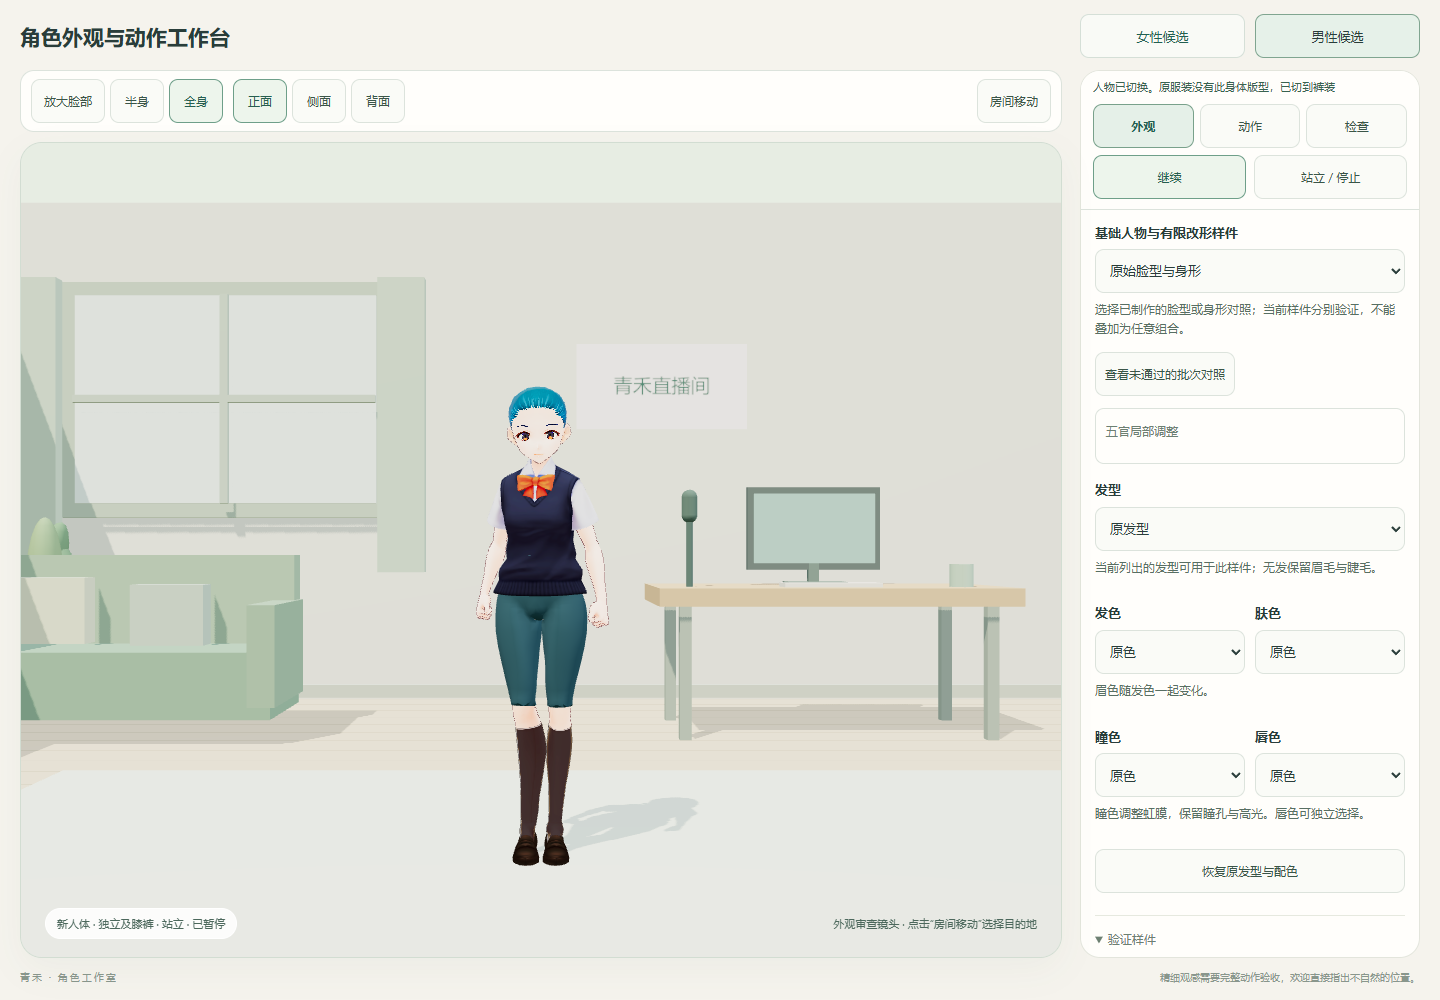 角色外观与动作工作台
女性候选
男性候选
放大脸部
半身
全身
正面
侧面
背面
房间移动
人物已切换。原服装没有此身体版型，已切到裤装
外观
动作
检查
继续
站立 / 停止
基础人物与有限改形样件
原始脸型与身形
选择已制作的脸型或身形对照；当前样件分别验证，不能
叠加为任意组合。
查看未通过的批次对照
五官局部调整
发型
原发型
当前列出的发型可用于此样件；无发保留眉毛与睫毛。
发色
肤色
原色
原色
眉色随发色一起变化。
瞳色
唇色
原色
原色
瞳色调整虹膜，保留瞳孔与高光。唇色可独立选择。
恢复原发型与配色
▼ 验证样件
青禾直播间
新人体 · 独立及膝裤 · 站立 · 已暂停
外观审查镜头 · 点击“房间移动”选择目的地
青禾 · 角色工作室
精细观感需要完整动作验收，欢迎直接指出不自然的位置。